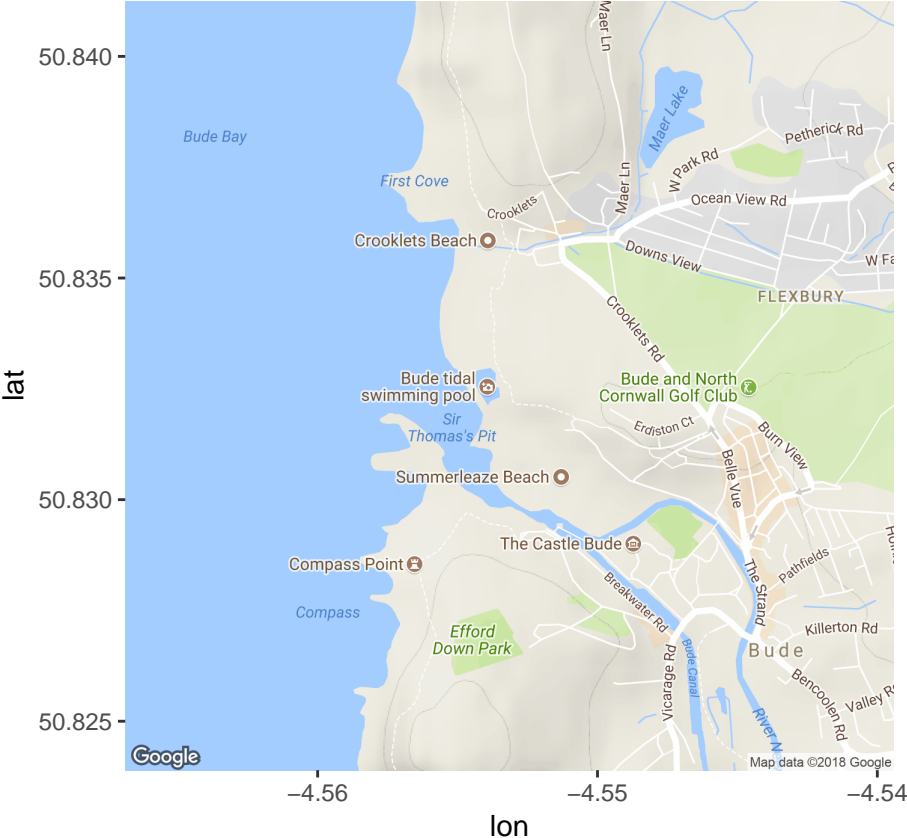 50.840
50.835
50.830
50.825
lat
−4.56
−4.55
−4.54
lon
Maer Ln
Maer Lake
Petherick Rd
Bude Bay
W Park Rd
First Cove
Maer Ln
Ocean View Rd
Crooklets
Crooklets Beach
Downs View
W Fa
FLEXBURY
Crooklets Rd
Bude tidal
swimming pool
Bude and North
Cornwall Golf Club
Sir
Thomas's Pit
Erdiston Ct
Burn View
Belle Vue
Summerleaze Beach
The Castle Bude
Compass Point
Pathfields
The Strand
Breakwater Rd
Compass
Efford
Down Park
Killerton Rd
Bude
Bude Canal
Vicarage Rd
Bencoolen Rd
Valley R
River N
Google
Map data ©2018 Google